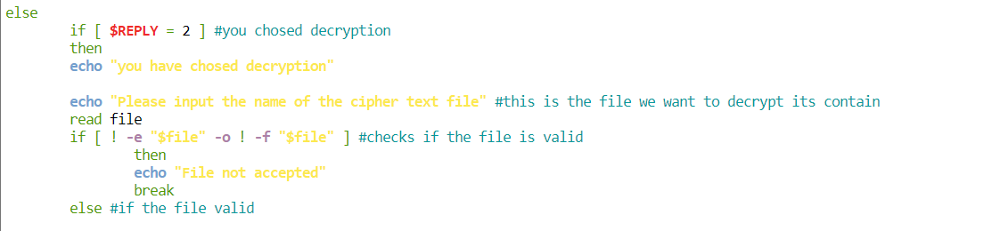 else
if [ $REPLY = 2 ] #you chosed decryption
then
echo "you have chosed decryption"
echo "Please input the name of the cipher text file" #this is the file we want to decrypt its contain
read file
if [ ! -e "$file" -o ! -f "$file" ] #checks if the file is valid
then
echo "File not accepted"
break
else #if the file valid